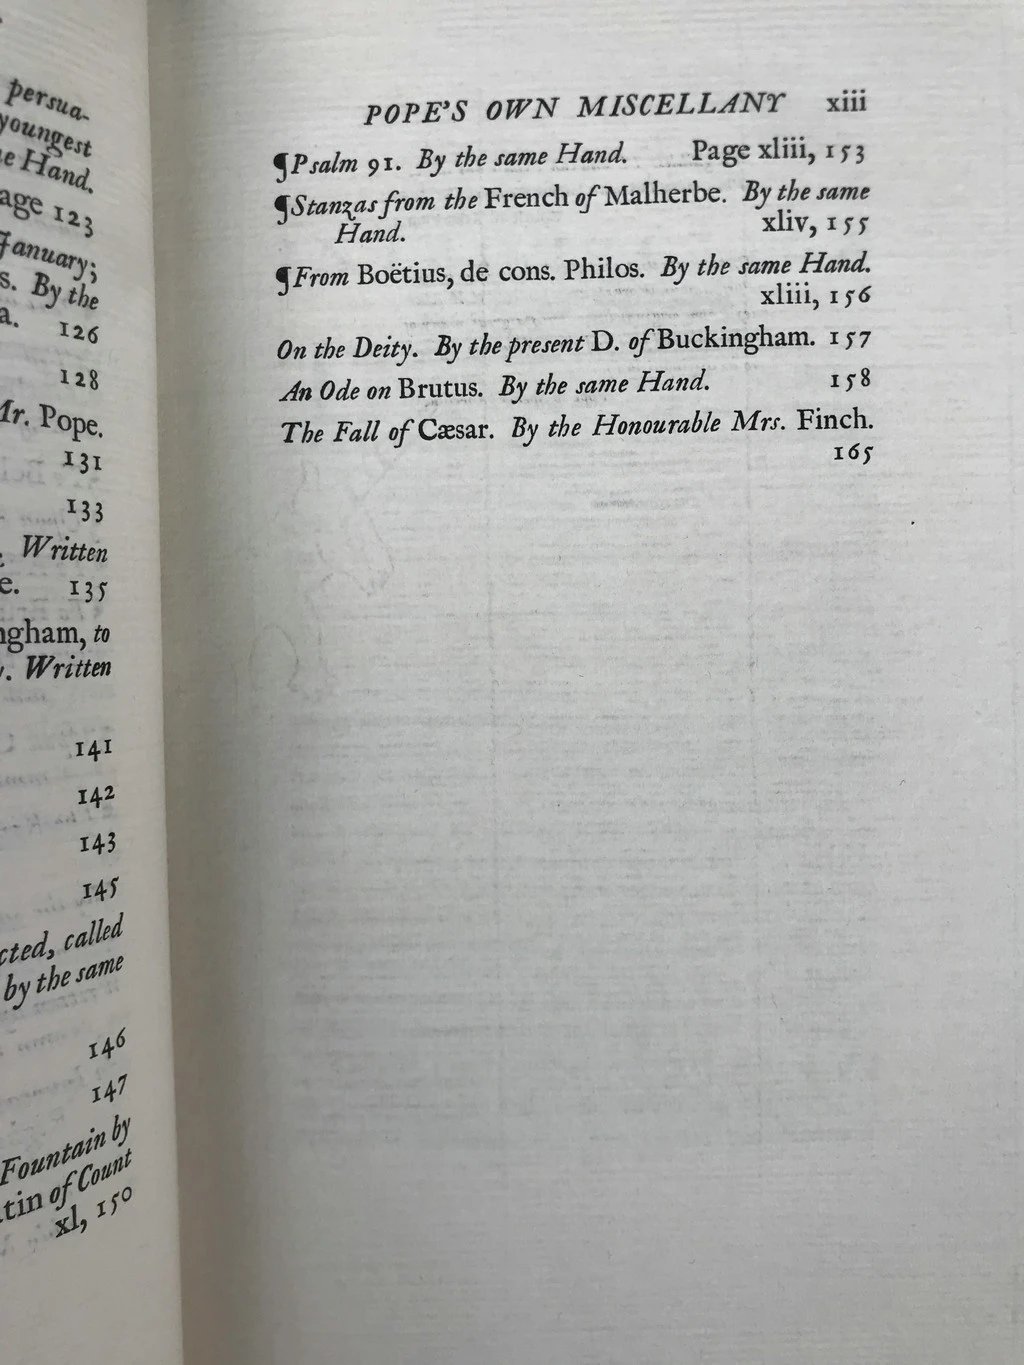 persua-
youngest
Hand.
age 123
January;
s. By the
a. 126
128
Mr. Pope.
131
133
Written
e. 135
ngham, to
Written
141
142
143
145
cted, called
by the same
146
147
Fountain by
tin of Count
xl, 150
POPE'S OWN MISCELLANY xiii
¶Psalm 91. By the same Hand. Page xliii, 153
¶Stanzas from the French of Malherbe. By the same
Hand. xliv, 155
¶From Boëtius, de cons. Philos. By the same Hand.
xliii, 156
On the Deity. By the present D. of Buckingham. 157
An Ode on Brutus. By the same Hand. 158
The Fall of Cæsar. By the Honourable Mrs. Finch.
165